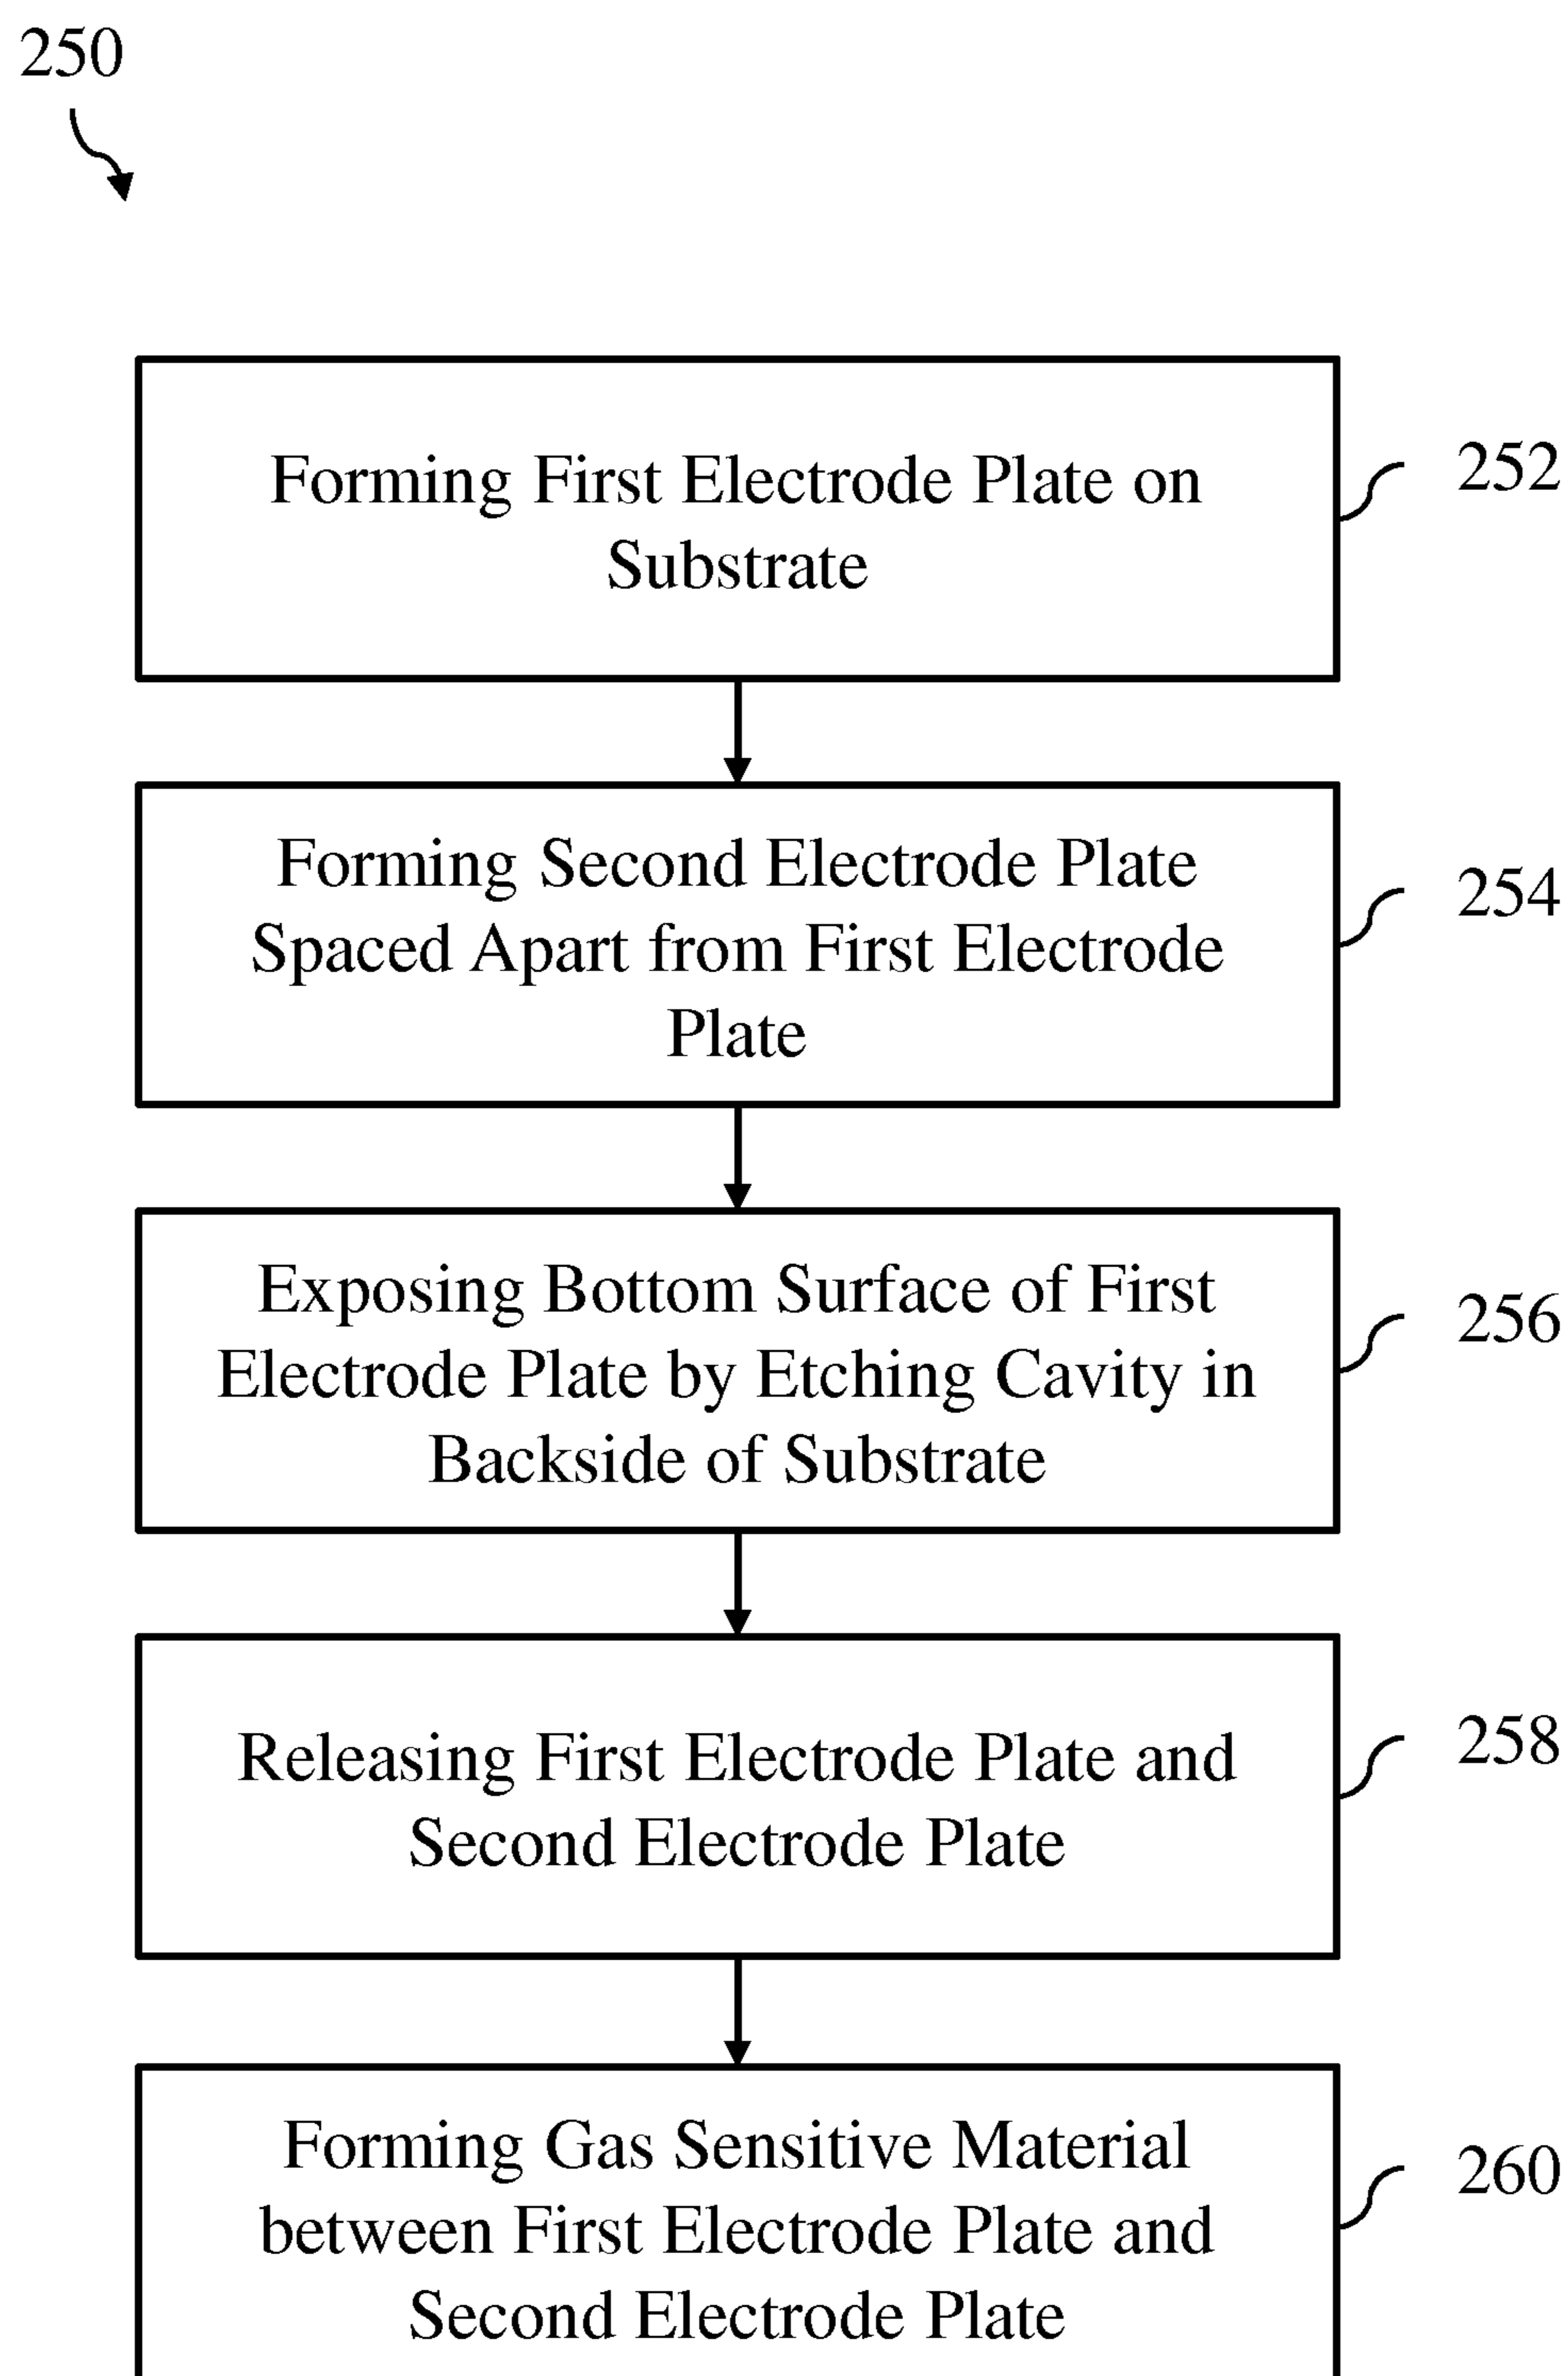 250
Forming First Electrode Plate on
Substrate
252
Forming Second Electrode Plate
Spaced Apart from First Electrode
Plate
254
Exposing Bottom Surface of First
Electrode Plate by Etching Cavity in
Backside of Substrate
256
Releasing First Electrode Plate and
Second Electrode Plate
258
Forming Gas Sensitive Material
between First Electrode Plate and
Second Electrode Plate
260